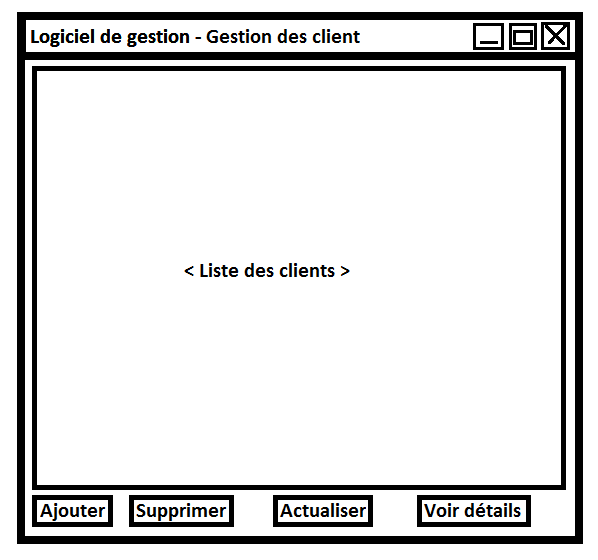 Logiciel de gestion - Gestion des client
< Liste des clients >
Ajouter Supprimer Actualiser Voir détails